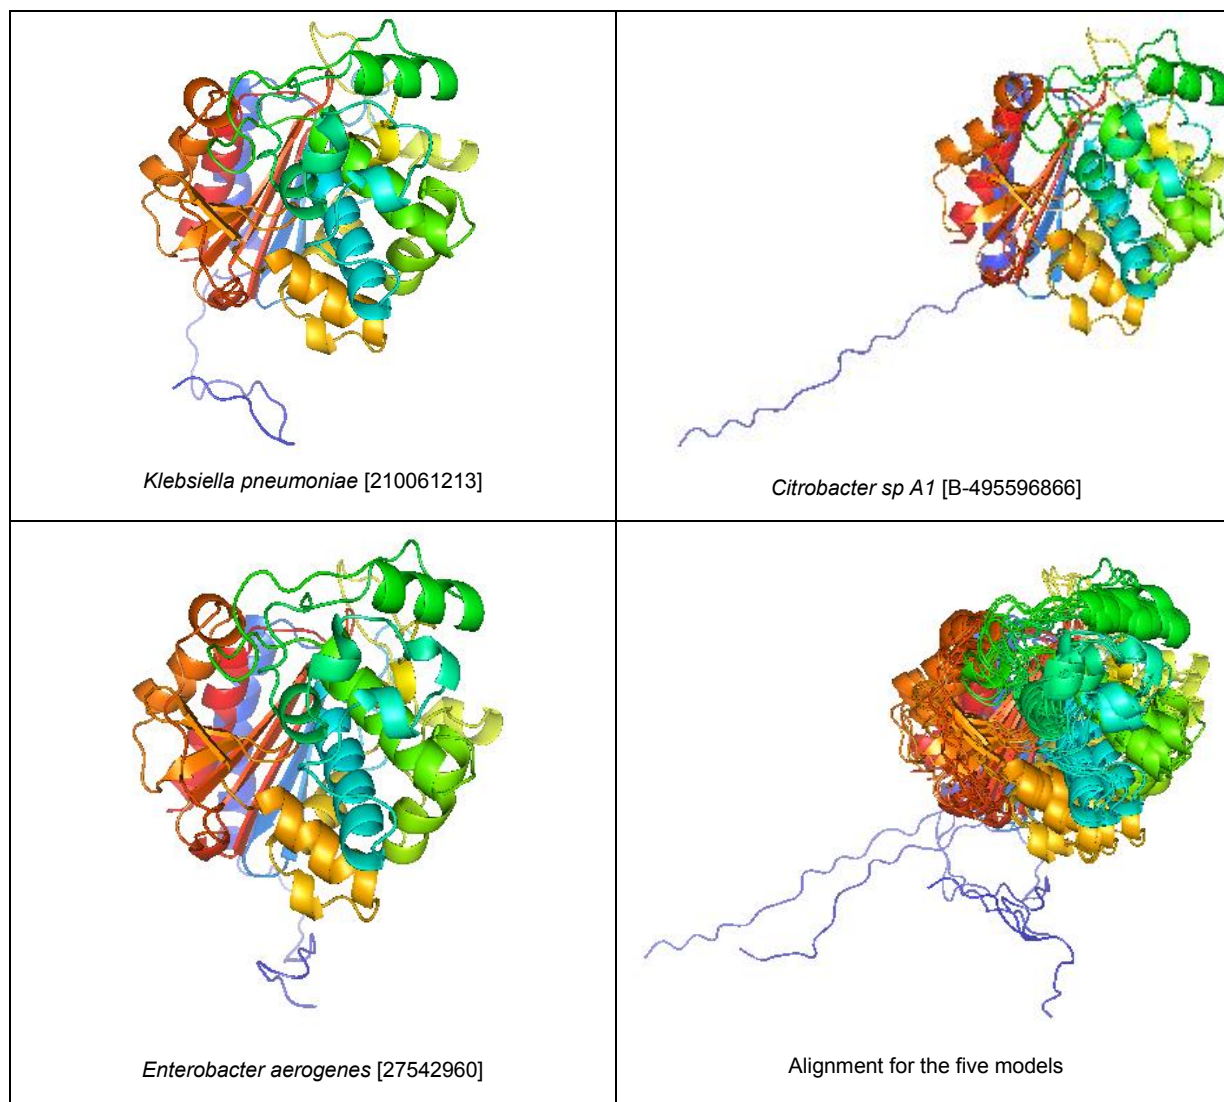 Klebsiella pneumoniae [210061213]
Citrobacter sp A1 [B-495596866]
Enterobacter aerogenes [27542960]
Alignment for the five models